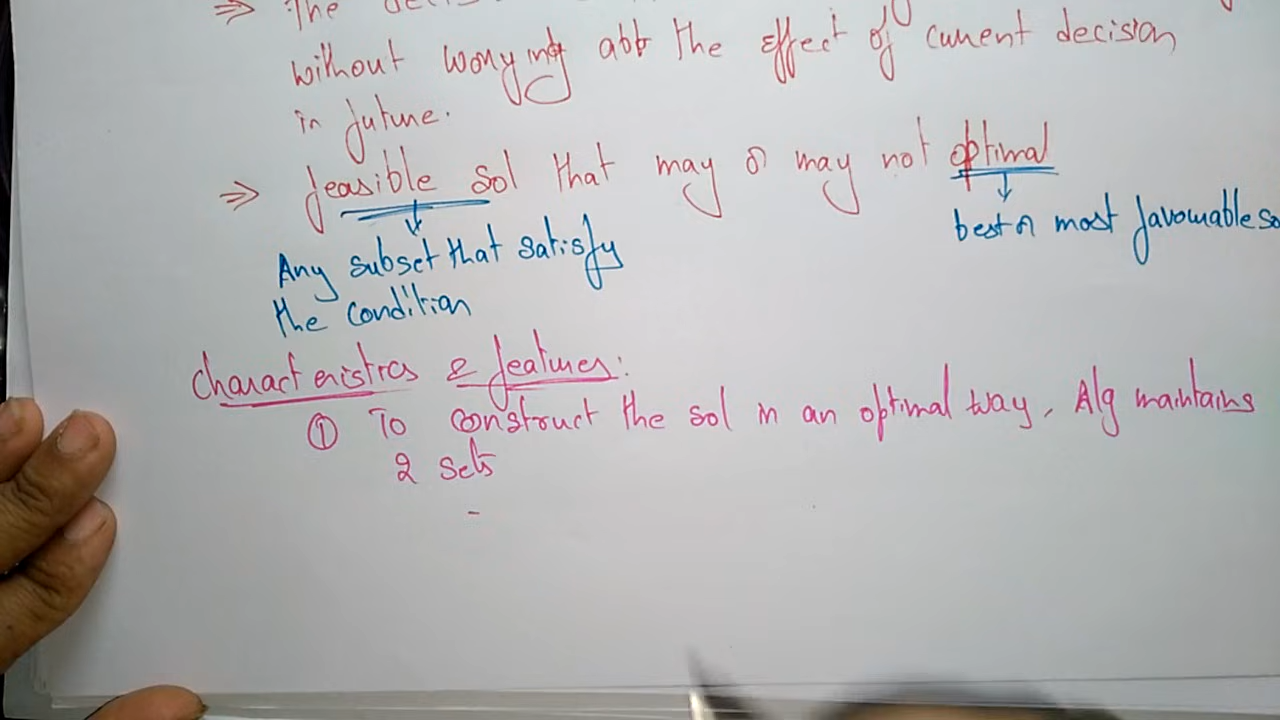 ⇒ The
without worrying abt the effect of current decision
in future.
⇒ feasible sol that may or may not optimal
best or most favourable so
Any subset that satisfy
the condition
Characteristics & features:
① To construct the sol in an optimal way, Alg maintains
2 sets
-